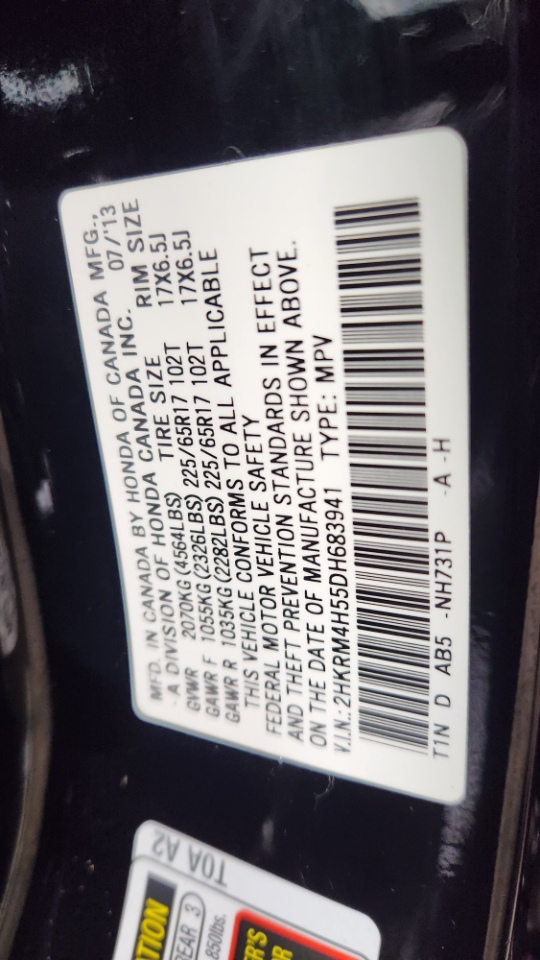 MFD. IN CANADA BY HONDA OF CANADA MFG.,
- A DIVISION OF HONDA CANADA INC. 07/'13
TIRE SIZE RIM SIZE
GVWR 2070KG (4564LBS)
GAWR F 1055KG (2326LBS) 225/65R17 102T 17X6.5J
GAWR R 1035KG (2282LBS) 225/65R17 102T 17X6.5J
THIS VEHICLE CONFORMS TO ALL APPLICABLE
FEDERAL MOTOR VEHICLE SAFETY
AND THEFT PREVENTION STANDARDS IN EFFECT
ON THE DATE OF MANUFACTURE SHOWN ABOVE.
V.I.N.: 2HKRM4H55DH683941 TYPE: MPV
T1N D AB5 -NH731P -A -H
T0A A2
REAR 3
850lbs.